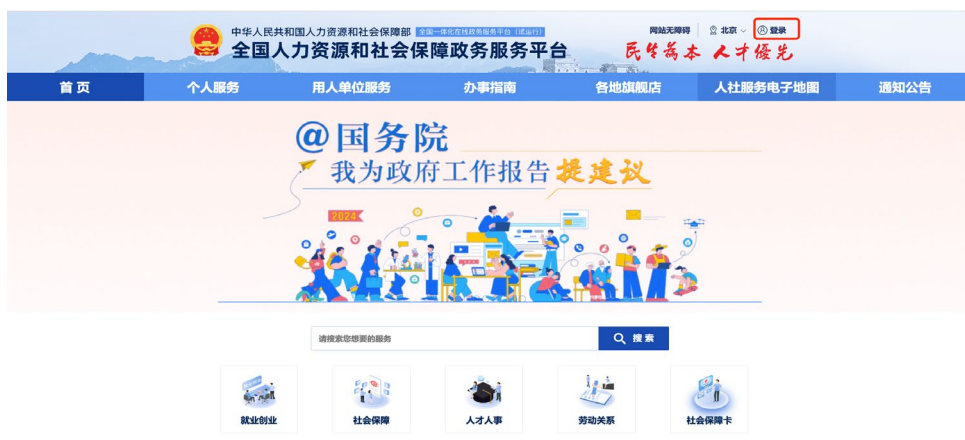 中华人民共和国人力资源和社会保障部 全国一体化在线政务服务平台（试运行）
全国人力资源和社会保障政务服务平台
网站无障碍 北京 登录
民生为本 人才优先
首页 个人服务 用人单位服务 办事指南 各地旗舰店 人社服务电子地图 通知公告
@国务院
我为政府工作报告提建议
2024
请搜索您想要的服务 搜索
就业创业 社会保障 人才人事 劳动关系 社会保障卡